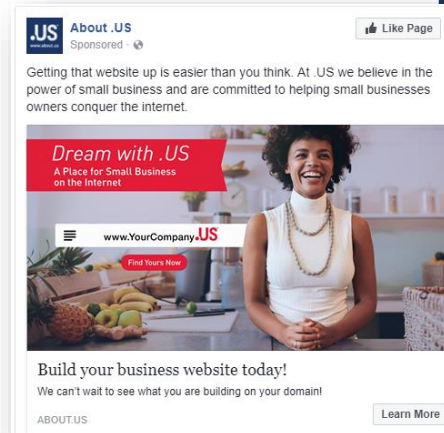 .US
www.about.us
About .US
Sponsored ·
Like Page
Getting that website up is easier than you think. At .US we believe in the
power of small business and are committed to helping small businesses
owners conquer the internet.
Dream with .US
A Place for Small Business
on the Internet
www.YourCompany.US
Find Yours Now
Build your business website today!
We can't wait to see what you are building on your domain!
ABOUT.US
Learn More